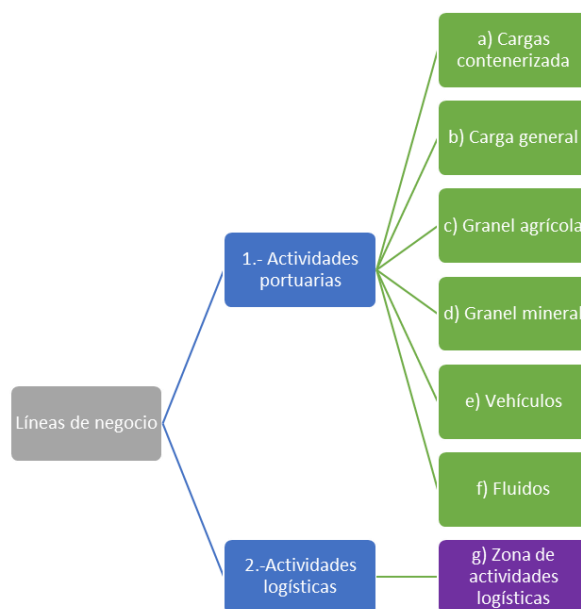 a) Cargas
contenerizada
b) Carga general
1.- Actividades
portuarias
c) Granel agrícola
d) Granel mineral
Líneas de negocio
e) Vehículos
f) Fluidos
2.-Actividades
logísticas
g) Zona de
actividades
logísticas